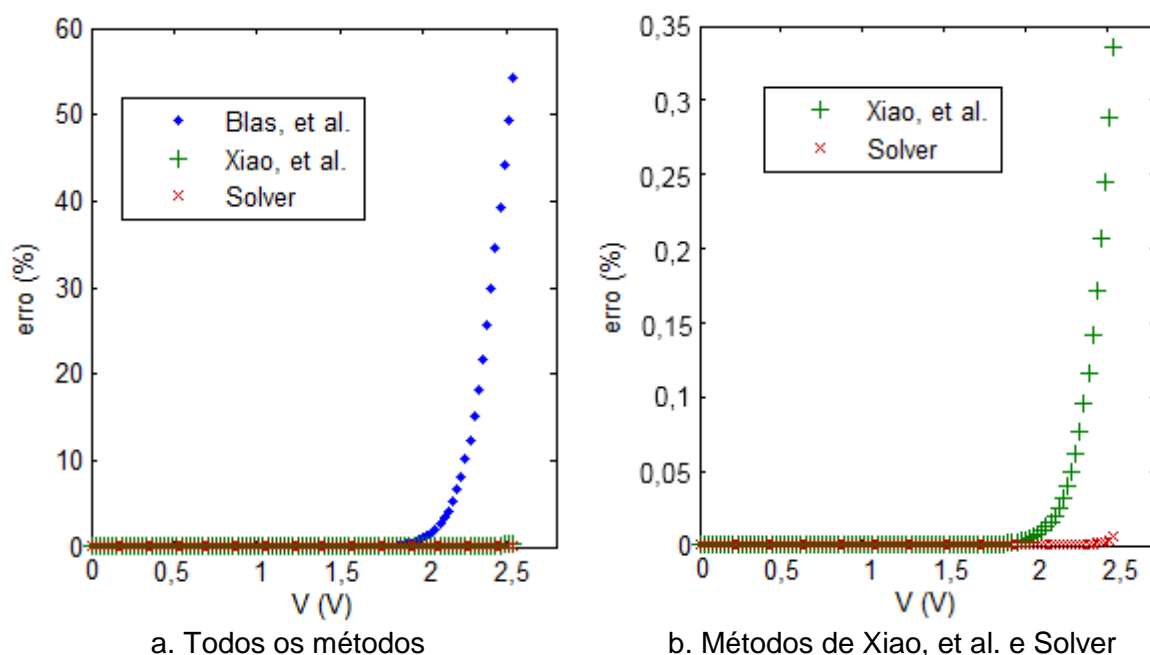 60
50
40
30
20
10
0
erro (%)
Blas, et al.
Xiao, et al.
Solver
0 0,5 1 1,5 2 2,5
V (V)
a. Todos os métodos
0,35
0,3
0,25
0,2
0,15
0,1
0,05
0
erro (%)
Xiao, et al.
Solver
0 0,5 1 1,5 2 2,5
V (V)
b. Métodos de Xiao, et al. e Solver